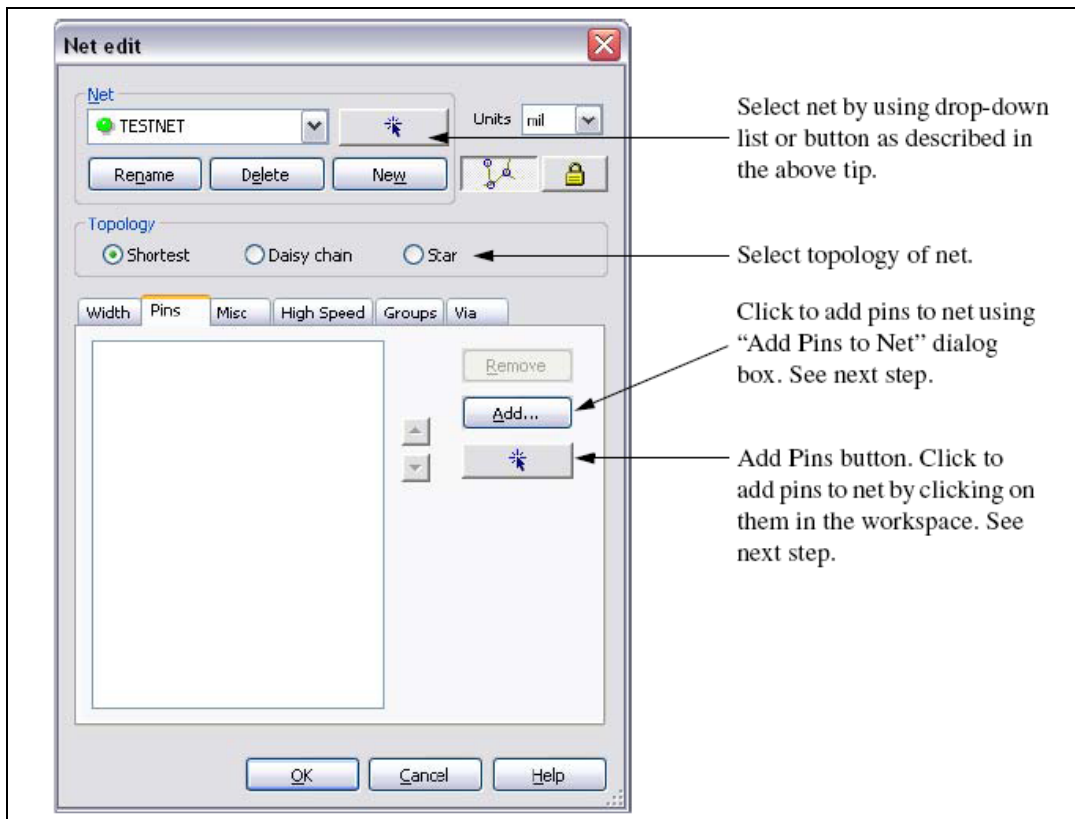 Net edit
Net
TESTNET
Units mil
Rename Delete New
Topology
Shortest Daisy chain Star
Width Pins Misc High Speed Groups Via
Remove
Add...
OK Cancel Help
Select net by using drop-down
list or button as described in
the above tip.
Select topology of net.
Click to add pins to net using
“Add Pins to Net” dialog
box. See next step.
Add Pins button. Click to
add pins to net by clicking on
them in the workspace. See
next step.